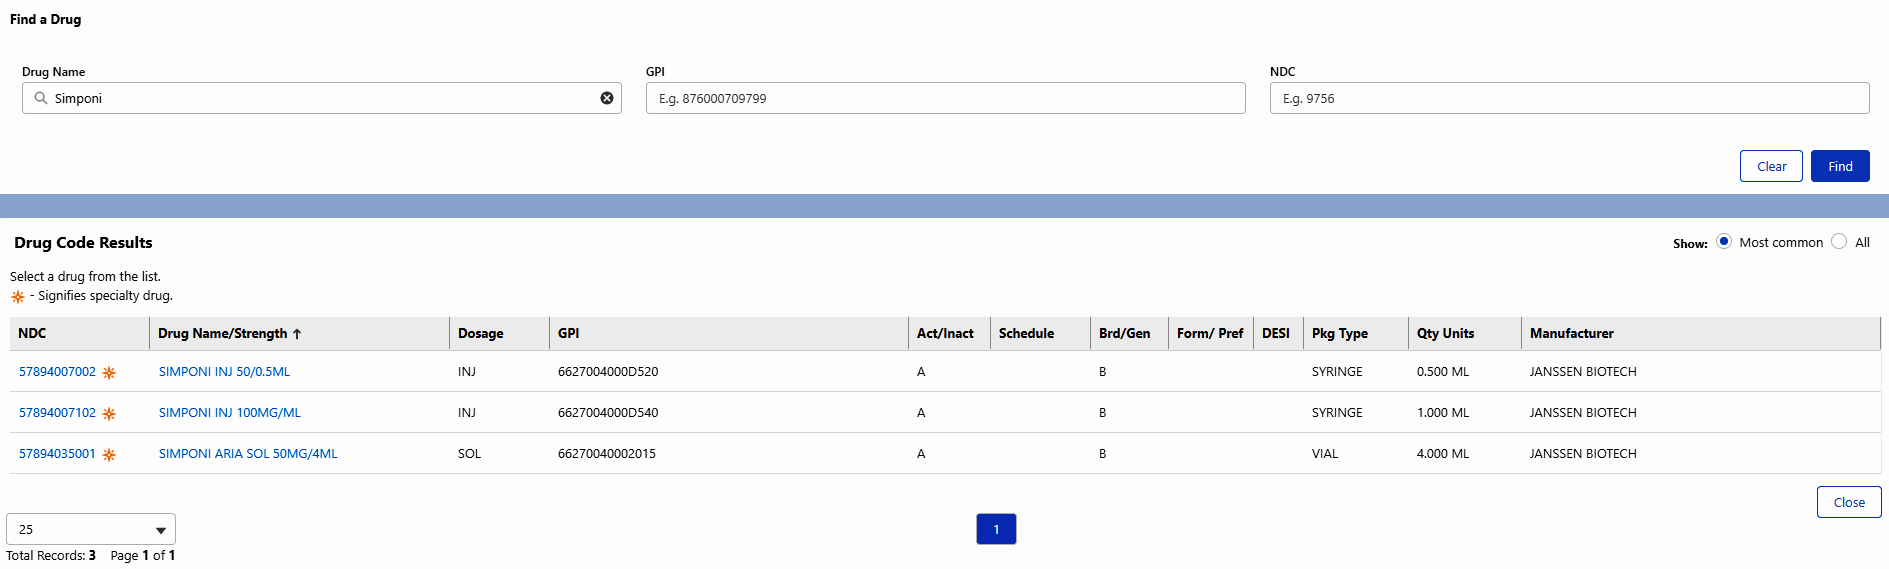 Find a Drug
Drug Name GPI NDC
Simponi E.g. 876000709799 E.g. 9756
Clear Find
Drug Code Results Show: Most common All
Select a drug from the list.
- Signifies specialty drug.
NDC Drug Name/Strength ↑ Dosage GPI Act/Inact Schedule Brd/Gen Form/ Pref DESI Pkg Type Qty Units Manufacturer
57894007002 SIMPONI INJ 50/0.5ML INJ 6627004000D520 A B SYRINGE 0.500 ML JANSSEN BIOTECH
57894007102 SIMPONI INJ 100MG/ML INJ 6627004000D540 A B SYRINGE 1.000 ML JANSSEN BIOTECH
57894035001 SIMPONI ARIA SOL 50MG/4ML SOL 66270040002015 A B VIAL 4.000 ML JANSSEN BIOTECH
Close
25 1
Total Records: 3 Page 1 of 1